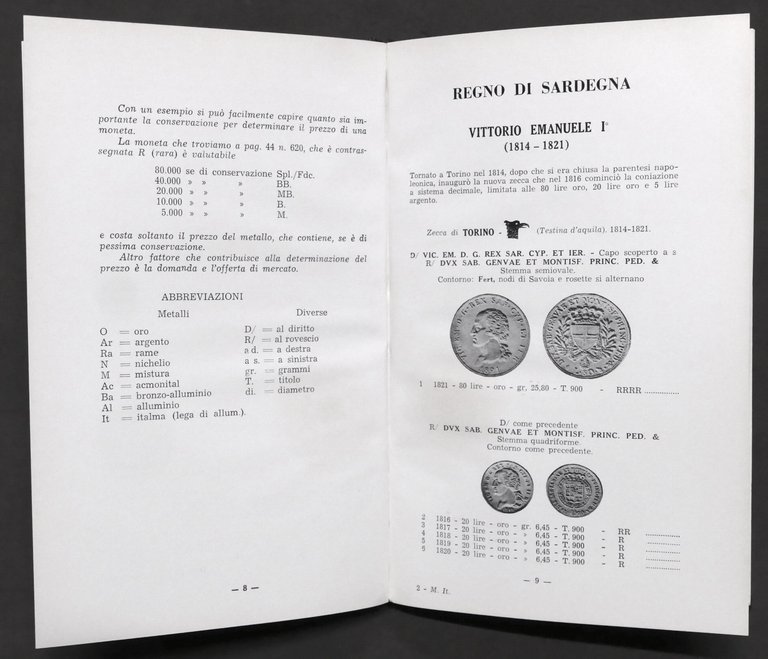 Con un esempio si può facilmente capire quanto sia im-
portante la conservazione per determinare il prezzo di una
moneta.
La moneta che troviamo a pag. 44 n. 620, che è contras-
segnata R (rara) è valutabile
80.000 se di conservazione Spl./Fdc.
40.000 » » » BB.
20.000 » » » MB.
10.000 » » » B.
5.000 » » » M.
e costa soltanto il prezzo del metallo, che contiene, se è di
pessima conservazione.
Altro fattore che contribuisce alla determinazione del
prezzo è la domanda e l'offerta di mercato.
ABBREVIAZIONI
Metalli
O = oro
Ar = argento
Ra = rame
N = nichelio
M = mistura
Ac = acmonital
Ba = bronzo-alluminio
Al = alluminio
It = italma (lega di allum.)
Diverse
D/ = al diritto
R/ = al rovescio
a d. = a destra
a s. = a sinistra
gr. = grammi
T. = titolo
di. = diametro
— 8 —
REGNO DI SARDEGNA
VITTORIO EMANUELE I°
(1814 - 1821)
Tornato a Torino nel 1814, dopo che si era chiusa la parentesi napo-
leonica, inaugurò la nuova zecca che nel 1816 cominciò la coniazione
a sistema decimale, limitata alle 80 lire oro, 20 lire oro e 5 lire
argento.
Zecca di TORINO - (Testina d'aquila). 1814-1821.
D/ VIC. EM. D. G. REX SAR. CYP. ET IER. - Capo scoperto a s
R/ DVX SAB. GENVAE ET MONTISF. PRINC. PED. &
Stemma semiovale.
Contorno: Fert, nodi di Savoia e rosette si alternano
1 1821 - 80 lire - oro - gr. 25,80 - T. 900 - RRRR ...............
D/ come precedente
R/ DVX SAB. GENVAE ET MONTISF. PRINC. PED. &
Stemma quadriforme
Contorno come precedente.
2 1816 - 20 lire - oro - gr. 6,45 - T. 900 - RR ...............
3 1817 - 20 lire - oro - » 6,45 - T. 900 - R ...............
4 1818 - 20 lire - oro - » 6,45 - T. 900 - R ...............
5 1819 - 20 lire - oro - » 6,45 - T. 900 - R ...............
6 1820 - 20 lire - oro - » 6,45 - T. 900 - R ...............
2 - M. It.
— 9 —